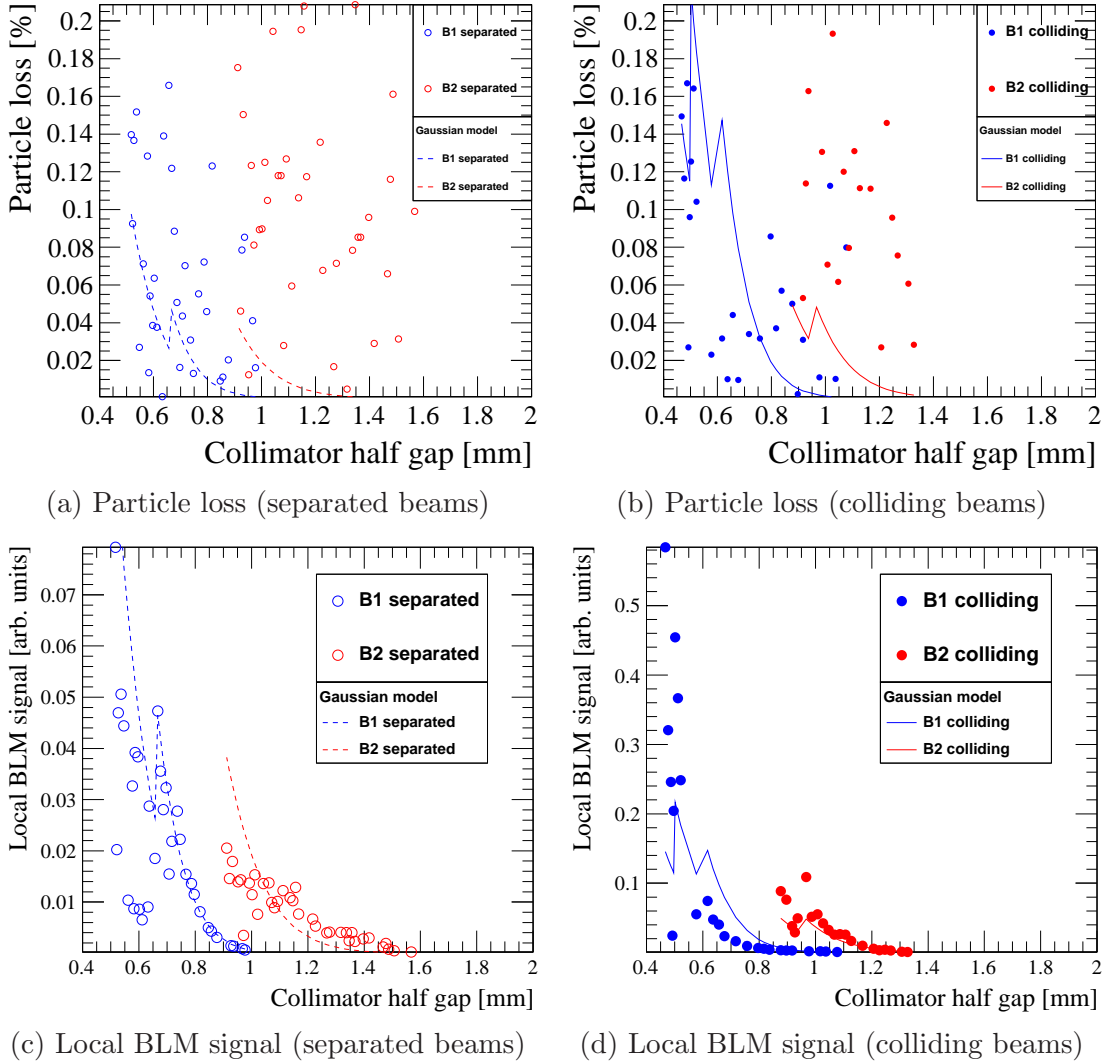 0.2
0.18
0.16
0.14
0.12
0.1
0.08
0.06
0.04
0.02
Particle loss [%]
B1 separated
B2 separated
Gaussian model
B1 separated
B2 separated
0.4 0.6 0.8 1 1.2 1.4 1.6 1.8 2
Collimator half gap [mm]
(a) Particle loss (separated beams)
0.2
0.18
0.16
0.14
0.12
0.1
0.08
0.06
0.04
0.02
Particle loss [%]
B1 colliding
B2 colliding
Gaussian model
B1 colliding
B2 colliding
0.4 0.6 0.8 1 1.2 1.4 1.6 1.8 2
Collimator half gap [mm]
(b) Particle loss (colliding beams)
0.07
0.06
0.05
0.04
0.03
0.02
0.01
Local BLM signal [arb. units]
B1 separated
B2 separated
Gaussian model
B1 separated
B2 separated
0.4 0.6 0.8 1 1.2 1.4 1.6 1.8 2
Collimator half gap [mm]
(c) Local BLM signal (separated beams)
0.5
0.4
0.3
0.2
0.1
Local BLM signal [arb. units]
B1 colliding
B2 colliding
Gaussian model
B1 colliding
B2 colliding
0.4 0.6 0.8 1 1.2 1.4 1.6 1.8 2
Collimator half gap [mm]
(d) Local BLM signal (colliding beams)